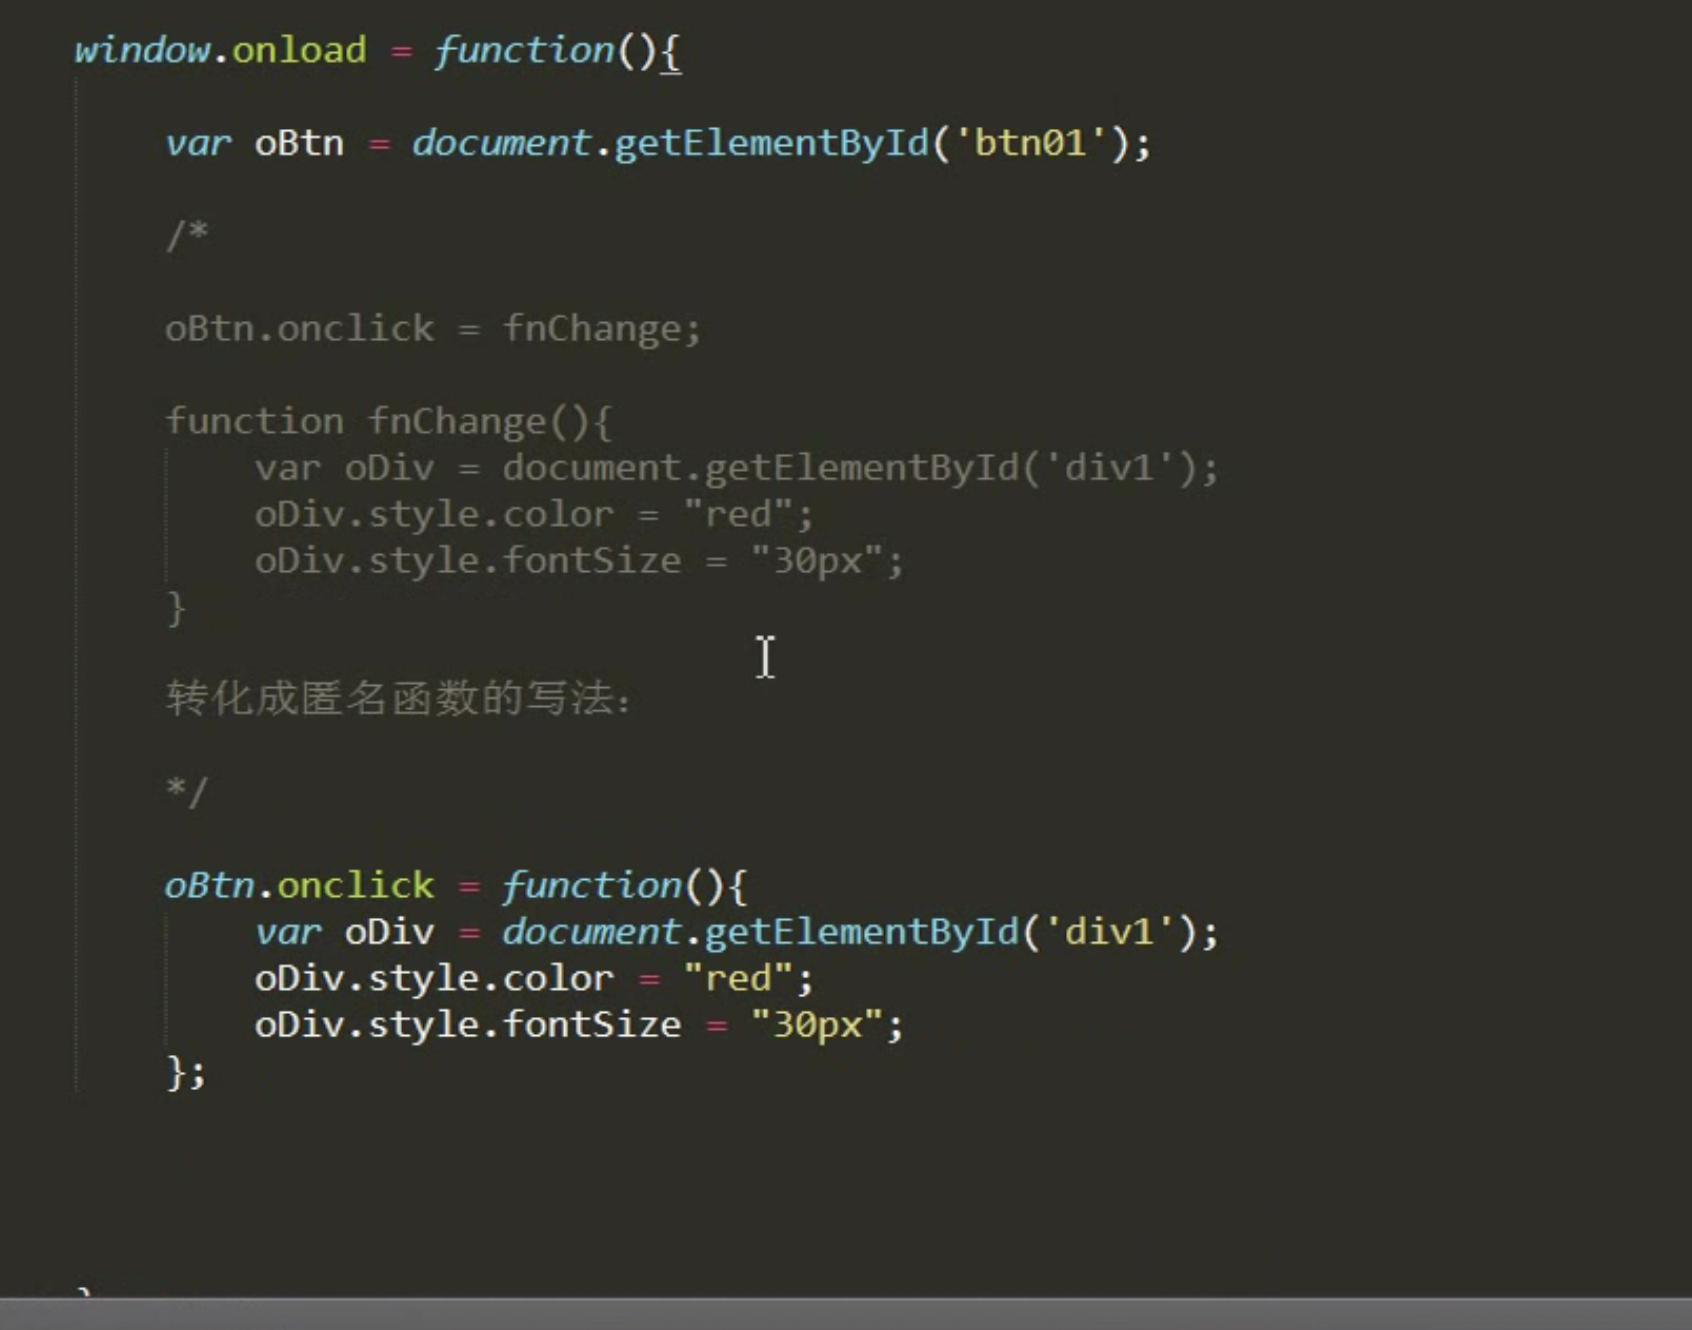 window.onload = function(){
var oBtn = document.getElementById('btn01');
/*
oBtn.onclick = fnChange;
function fnChange(){
var oDiv = document.getElementById('div1');
oDiv.style.color = "red";
oDiv.style.fontSize = "30px";
}
转化成匿名函数的写法：
*/
oBtn.onclick = function(){
var oDiv = document.getElementById('div1');
oDiv.style.color = "red";
oDiv.style.fontSize = "30px";
};